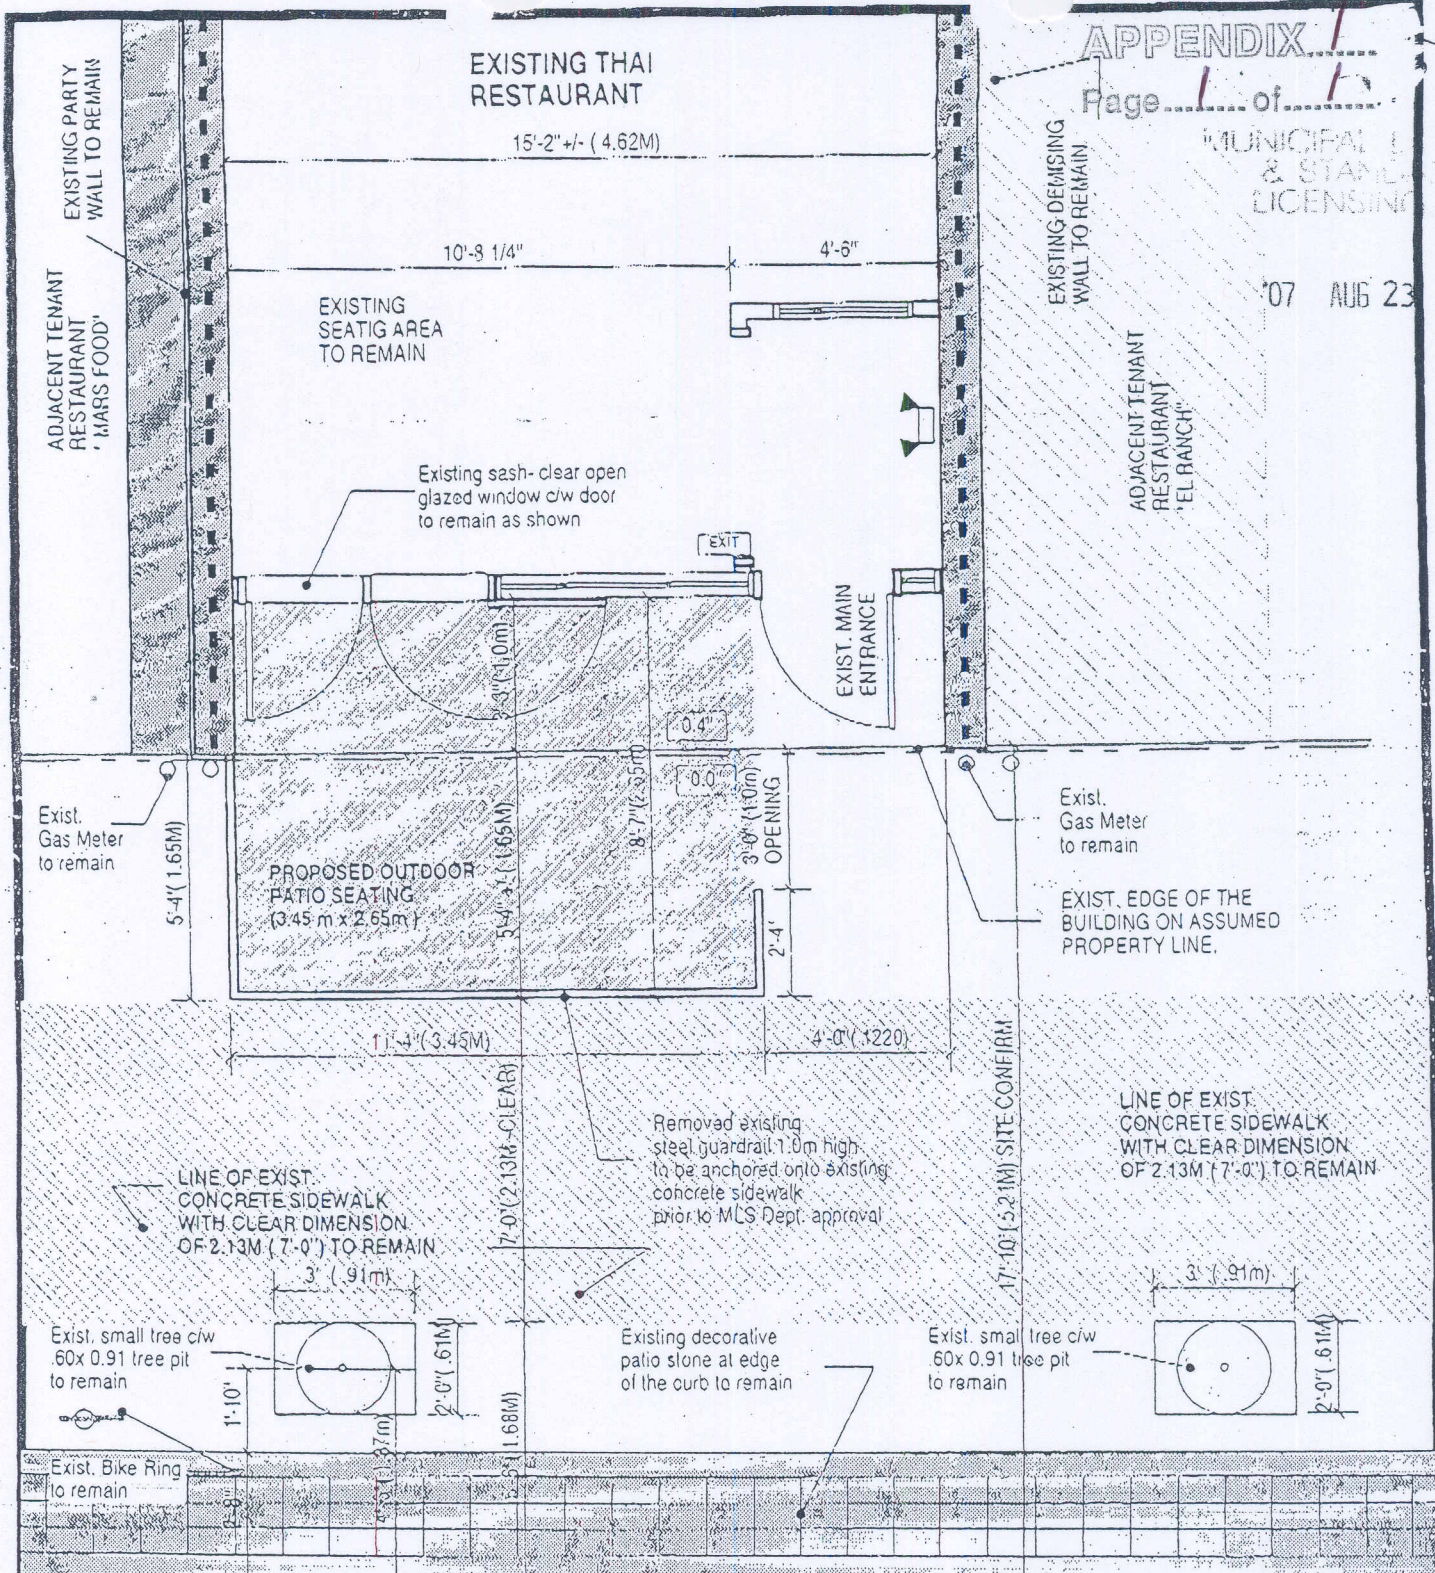 APPENDIX...../.....
Page...1... of...1...
MUNICIPAL
LICENSING
'07 AUG 23
EXISTING THAI
RESTAURANT
15'-2"+/- ( 4.62M)
EXISTING PARTY
WALL TO REMAIN
ADJACENT TENANT
RESTAURANT
' MARS FOOD"
10'-8 1/4"
4'-6"
EXISTING
SEATIG AREA
TO REMAIN
EXISTING DEMISING
WALL TO REMAIN
ADJACENT TENANT
RESTAURANT
"EL RANCH"
Existing sash- clear open
glazed window c/w door
to remain as shown
EXIT
EXIST. MAIN
ENTRANCE
3'-3"(1.0m)
0.4"
0.0
8'-7"(2.65m)
3'-0" (1.0m)
OPENING
Exist.
Gas Meter
to remain
5'-4"( 1.65M)
PROPOSED OUTDOOR
PATIO SEATING
(3.45 m x 2.65m )
5'-4" +/-( 1.65M)
2'-4'
Exist.
Gas Meter
to remain
EXIST. EDGE OF THE
BUILDING ON ASSUMED
PROPERTY LINE.
11'-4"( 3.45M)
4'-0"( 1220)
7'-0"(2.13M-CLEAR)
17'-10"(5.21M) SITE CONFIRM
Removed existing
steel guardrail 1.0m high
to be anchored onto existing
concrete sidewalk
prior to MLS Dept. approval
LINE OF EXIST.
CONCRETE SIDEWALK
WITH CLEAR DIMENSION
OF 2.13M ( 7'-0") TO REMAIN
LINE OF EXIST.
CONCRETE SIDEWALK
WITH CLEAR DIMENSION
OF 2.13M ( 7'-0") TO REMAIN
3' ( .91m)
3' ( .91m)
Exist. small tree c/w
.60x 0.91 tree pit
to remain
1'-10"
2'-0"( .61M)
Existing decorative
patio stone at edge
of the curb to remain
Exist. small tree c/w
.60x 0.91 tree pit
to remain
2'-0"( .61M)
Exist. Bike Ring
to remain
2'-8"
5'-6"(1.68M)